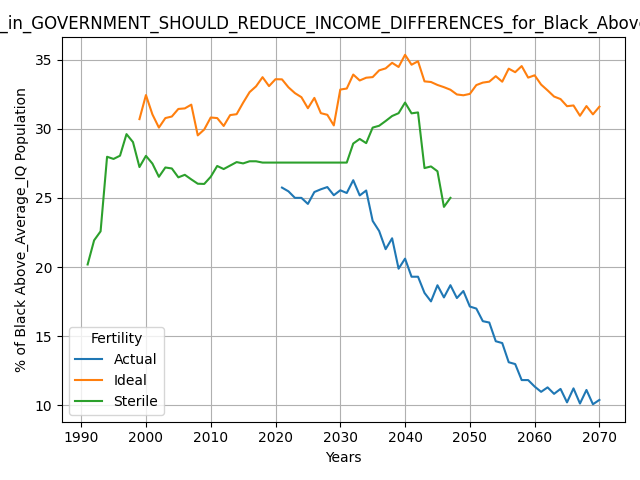 _in_GOVERNMENT_SHOULD_REDUCE_INCOME_DIFFERENCES_for_Black_Above
% of Black Above_Average_IQ Population
35
30
25
20
15
10
Fertility
Actual
Ideal
Sterile
1990 2000 2010 2020 2030 2040 2050 2060 2070
Years